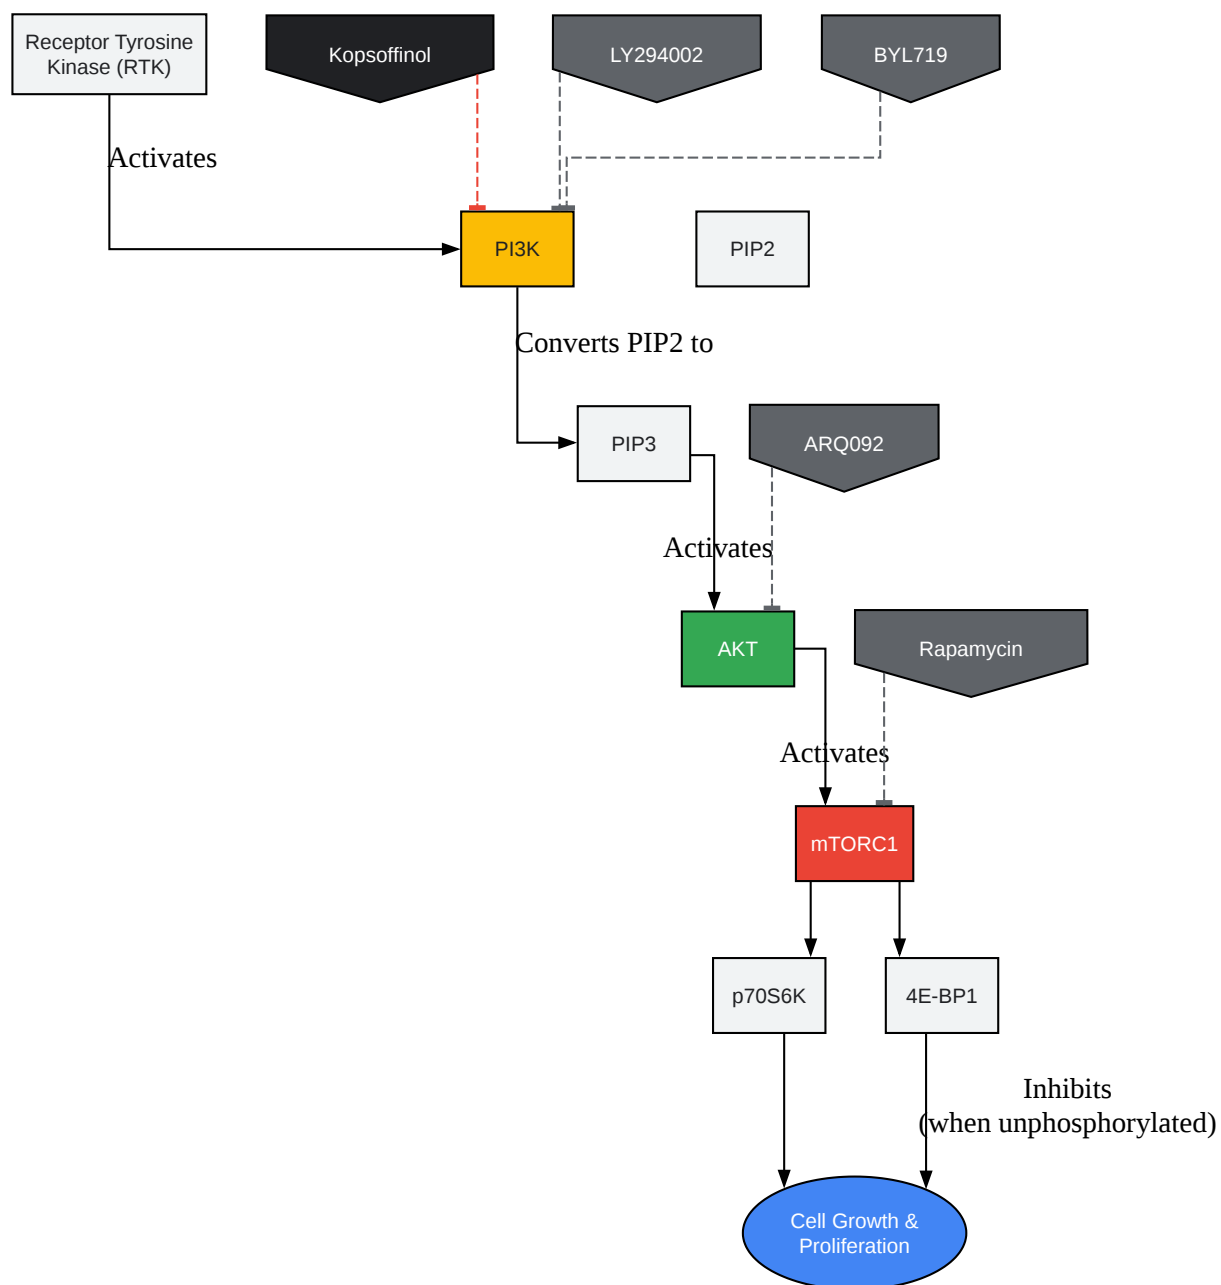 Receptor Tyrosine
Kinase (RTK)
Kopsoffinol
LY294002
BYL719
Activates
PI3K
PIP2
Converts PIP2 to
PIP3
ARQ092
Activates
AKT
Rapamycin
Activates
mTORC1
p70S6K
4E-BP1
Inhibits
(when unphosphorylated)
Cell Growth &
Proliferation